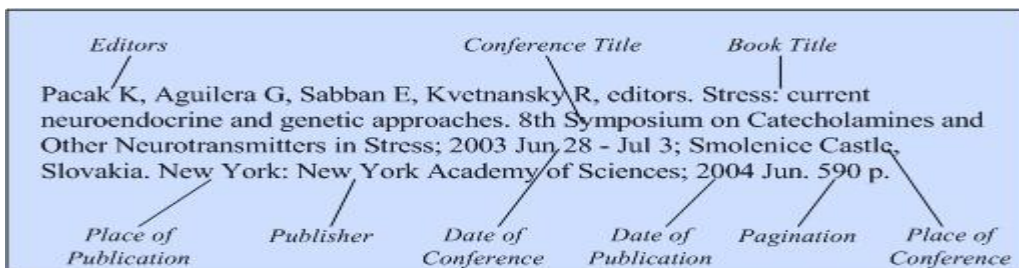 Editors Conference Title Book Title
Pacak K, Aguilera G, Sabban E, Kvetnansky R, editors. Stress: current
neuroendocrine and genetic approaches. 8th Symposium on Catecholamines and
Other Neurotransmitters in Stress; 2003 Jun 28 - Jul 3; Smolenice Castle,
Slovakia. New York: New York Academy of Sciences; 2004 Jun. 590 p.
Place of Publisher Date of Date of Pagination Place of
Publication Conference Publication Conference